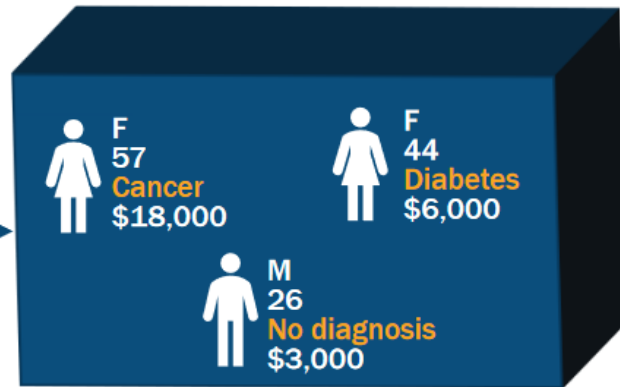 F
57
Cancer
$18,000
F
44
Diabetes
$6,000
M
26
No diagnosis
$3,000